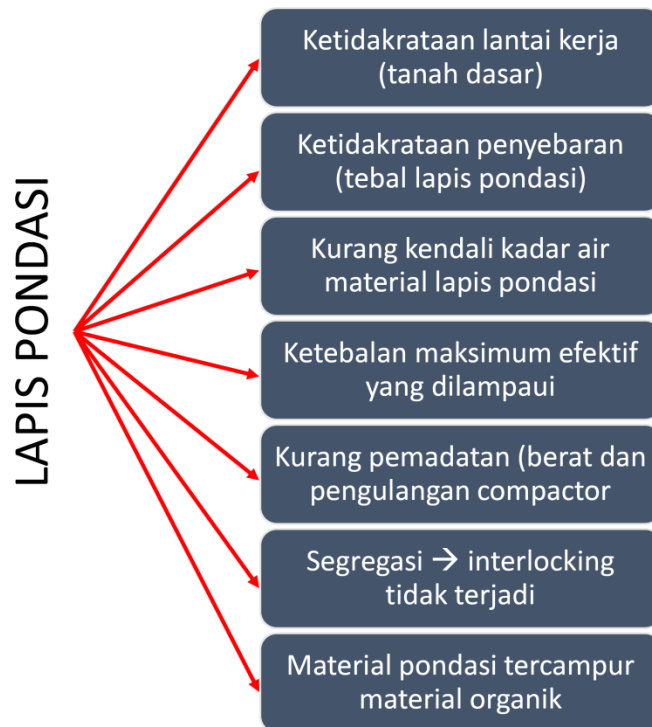 LAPIS PONDASI
Ketidakrataan lantai kerja
(tanah dasar)
Ketidakrataan penyebaran
(tebal lapis pondasi)
Kurang kendali kadar air
material lapis pondasi
Ketebalan maksimum efektif
yang dilampaui
Kurang pemadatan (berat dan
pengulangan compactor
Segregasi → interlocking
tidak terjadi
Material pondasi tercampur
material organik